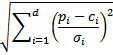 √(∑_{i=1}^{d} ((p_i − c_i)/σ_i)^2)